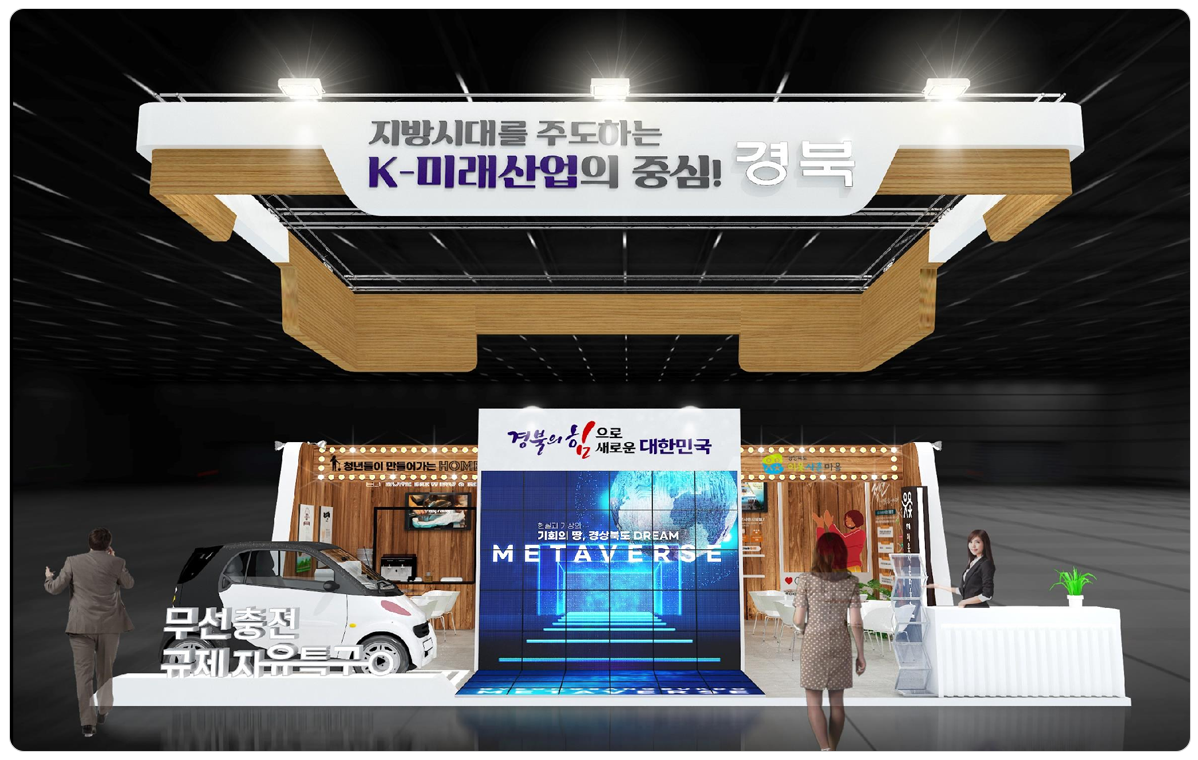 지방시대를 주도하는
K-미래산업의 중심! 경북
경북의 힘으로
새로운 대한민국
청년들이 만들어가는 HOME
기회의 땅, 경상북도 DREAM
METAVERSE
무선충전
규제 자유특구
METAVERSE